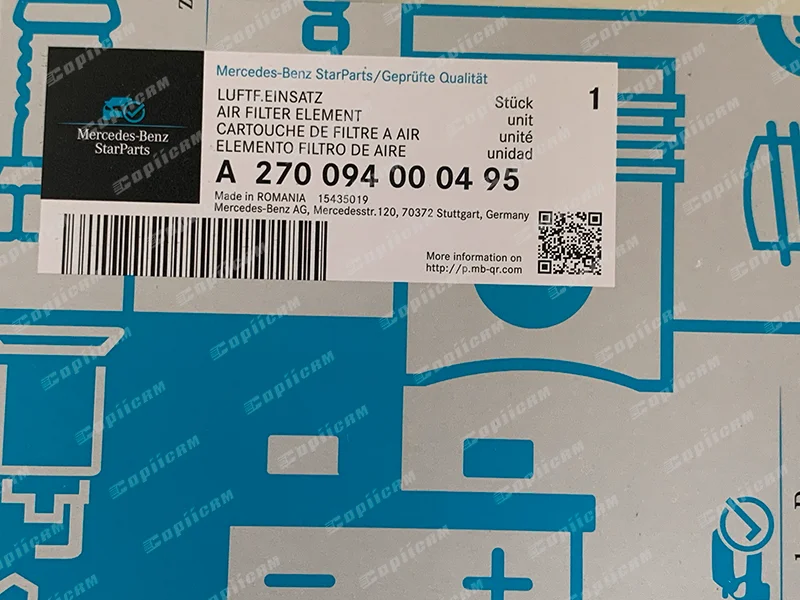 Mercedes-Benz StarParts/Geprüfte Qualität
LUFTF.EINSATZ
AIR FILTER ELEMENT
CARTOUCHE DE FILTRE A AIR
ELEMENTO FILTRO DE AIRE
Stück
unit
unité
unidad
1
Mercedes-Benz
StarParts
A 270 094 00 04 95
Made in ROMANIA 15435019
Mercedes-Benz AG, Mercedesstr.120, 70372 Stuttgart, Germany
More information on
http://p.mb-qr.com
CopiicRM